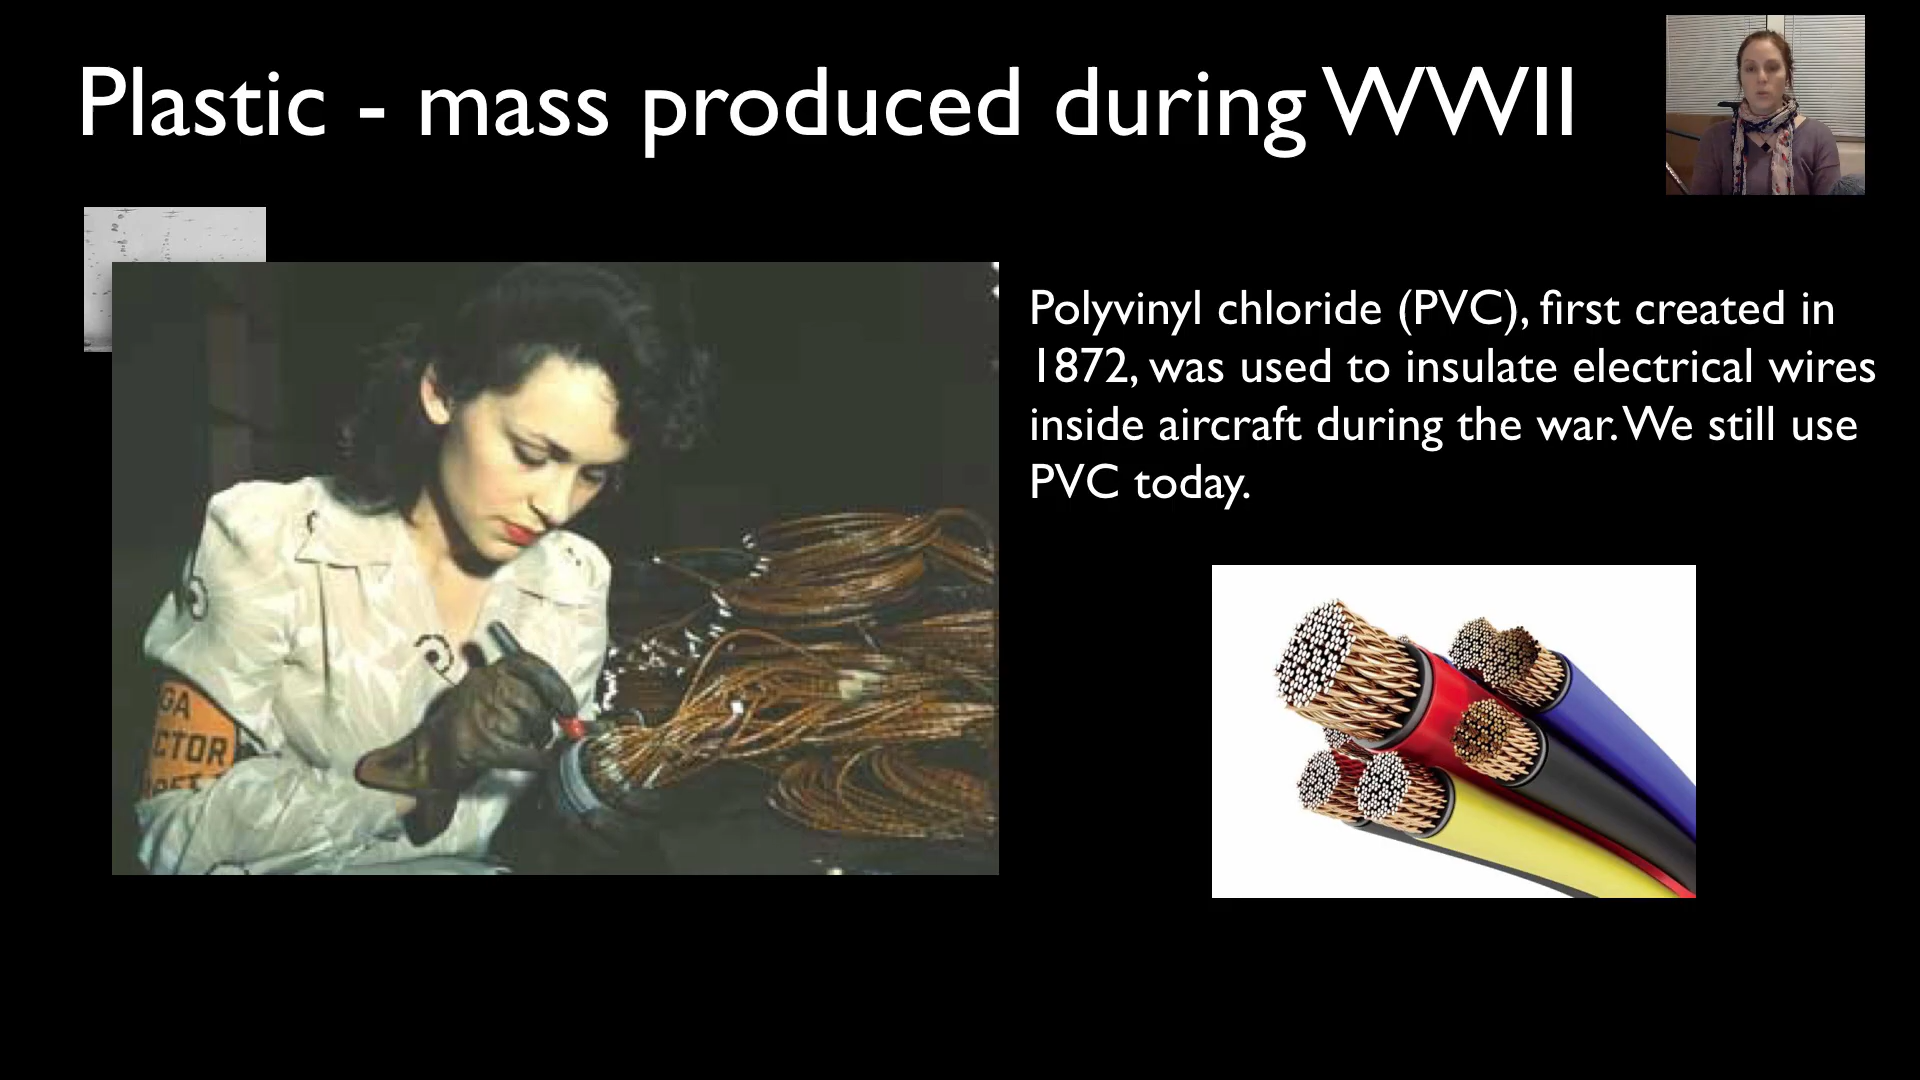 Plastic - mass produced during WWII
Polyvinyl chloride (PVC), first created in
1872, was used to insulate electrical wires
inside aircraft during the war. We still use
PVC today.
GA
CTOR